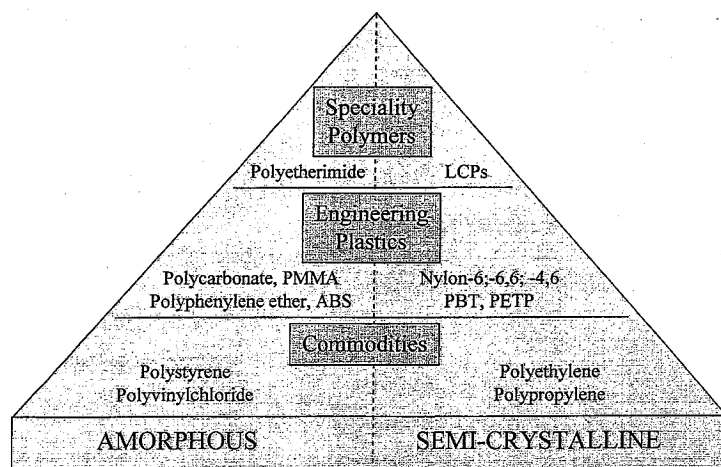 Speciality
Polymers
Polyetherimide
LCPs
Engineering
Plastics
Polycarbonate, PMMA
Polyphenylene ether, ABS
Nylon-6;-6,6; -4,6
PBT, PETP
Commodities
Polystyrene
Polyvinylchloride
Polyethylene
Polypropylene
AMORPHOUS
SEMI-CRYSTALLINE